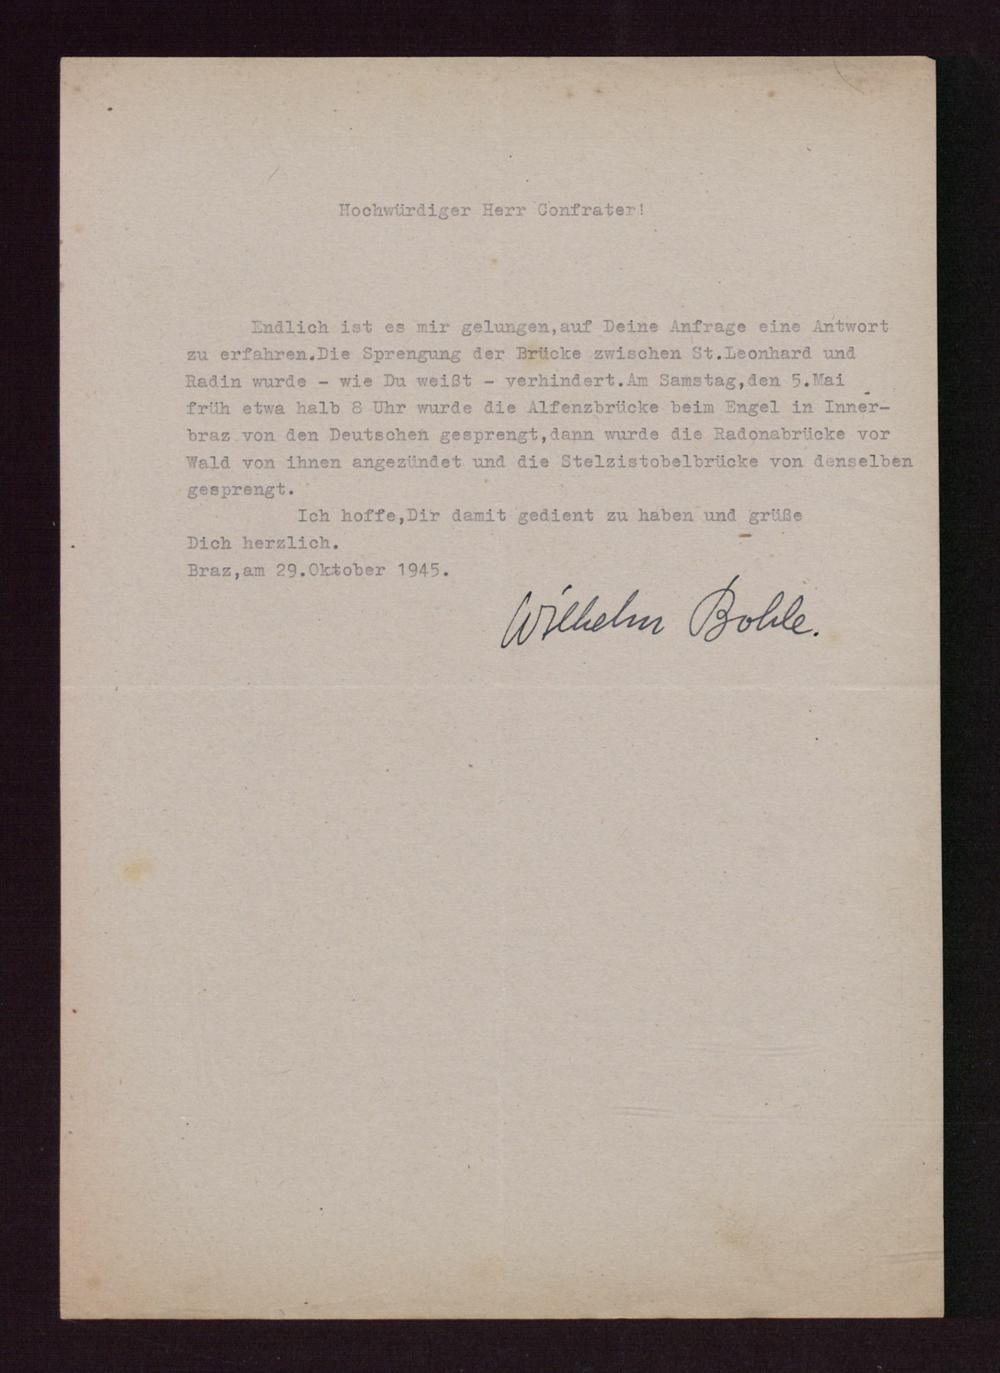 Hochwürdiger Herr Confrater!
Endlich ist es mir gelungen,auf Deine Anfrage eine Antwort
zu erfahren.Die Sprengung der Brücke zwischen St.Leonhard und
Radin wurde - wie Du weißt - verhindert.Am Samstag,den 5.Mai
früh etwa halb 8 Uhr wurde die Alfenzbrücke beim Engel in Inner-
braz von den Deutschen gesprengt,dann wurde die Radonabrücke vor
Wald von ihnen angezündet und die Stelzistobelbrücke von denselben
gesprengt.
Ich hoffe,Dir damit gedient zu haben und grüße
Dich herzlich.
Braz,am 29.Oktober 1945.
Wilhelm Bohle.